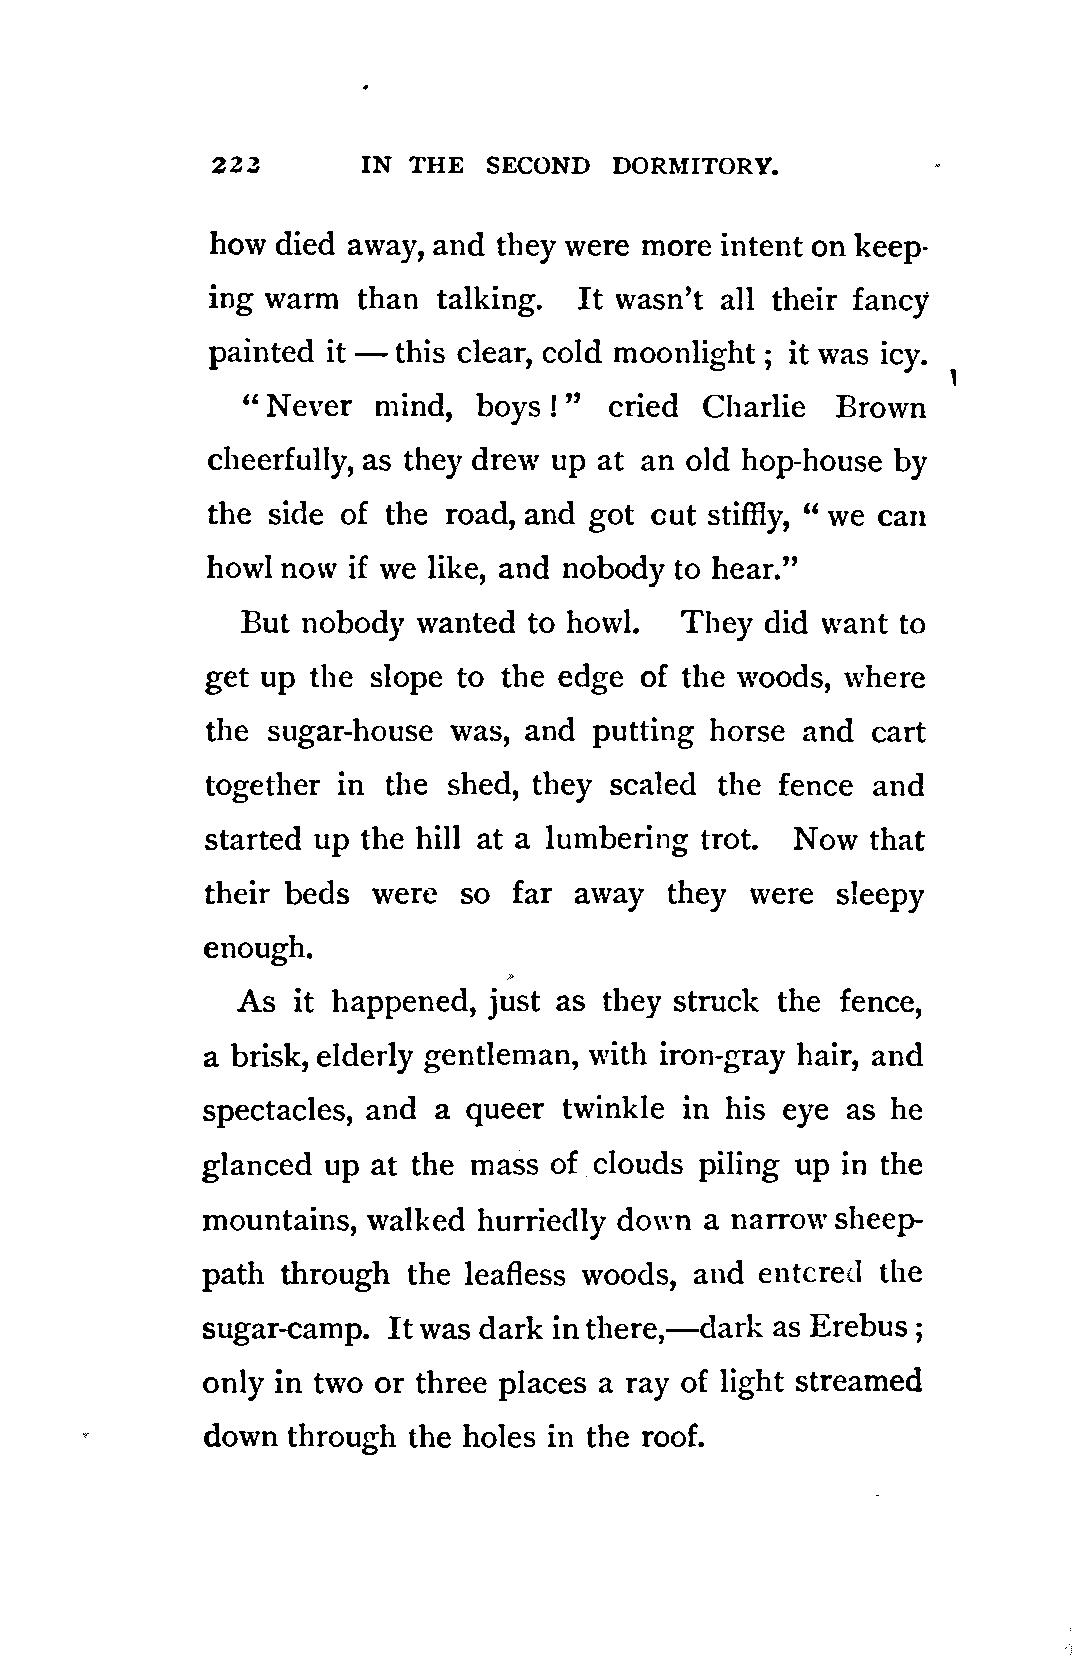 222 IN THE SECOND DORMITORY.
how died away, and they were more intent on keep-
ing warm than talking. It wasn't all their fancy
painted it — this clear, cold moonlight ; it was icy.
“ Never mind, boys ! ” cried Charlie Brown
cheerfully, as they drew up at an old hop-house by
the side of the road, and got out stiffly, “ we can
howl now if we like, and nobody to hear.”
But nobody wanted to howl. They did want to
get up the slope to the edge of the woods, where
the sugar-house was, and putting horse and cart
together in the shed, they scaled the fence and
started up the hill at a lumbering trot. Now that
their beds were so far away they were sleepy
enough.
As it happened, just as they struck the fence,
a brisk, elderly gentleman, with iron-gray hair, and
spectacles, and a queer twinkle in his eye as he
glanced up at the mass of clouds piling up in the
mountains, walked hurriedly down a narrow sheep-
path through the leafless woods, and entered the
sugar-camp. It was dark in there,—dark as Erebus ;
only in two or three places a ray of light streamed
down through the holes in the roof.